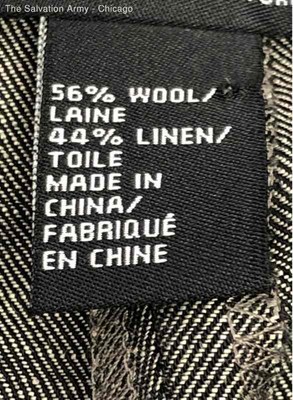 The Salvation Army - Chicago
56% WOOL/
LAINE
44% LINEN/
TOILE
MADE IN
CHINA/
FABRIQUÉ
EN CHINE